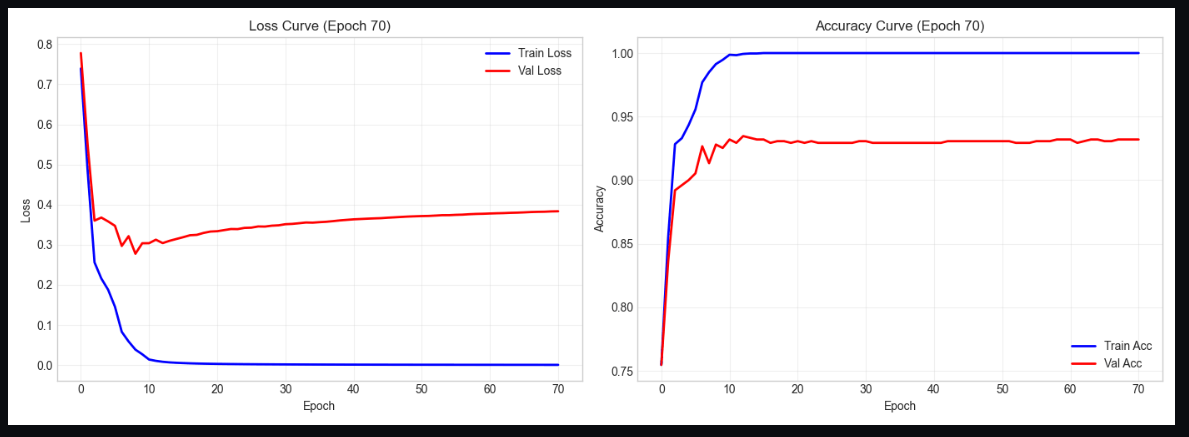 Loss Curve (Epoch 70)
0.8
0.7
0.6
0.5
0.4
0.3
0.2
0.1
0.0
Loss
Train Loss
Val Loss
0 10 20 30 40 50 60 70
Epoch
Accuracy Curve (Epoch 70)
1.00
0.95
0.90
0.85
0.80
0.75
Accuracy
Train Acc
Val Acc
0 10 20 30 40 50 60 70
Epoch